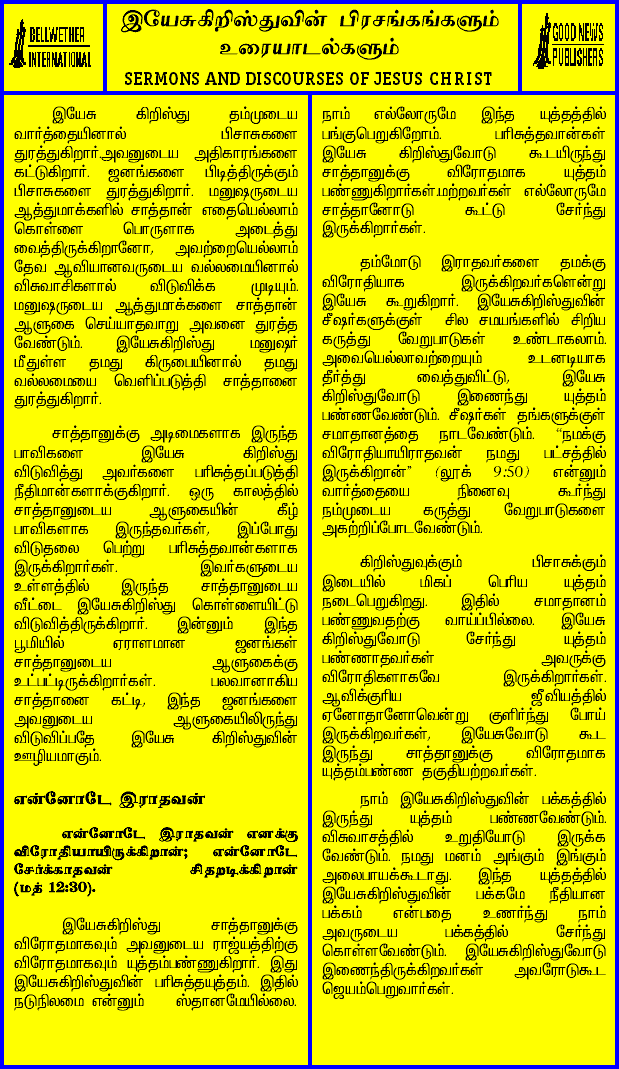 BELLWETHER
INTERNATIONAL
இயேசுகிறிஸ்துவின் பிரசங்கங்களும்
உரையாடல்களும்
SERMONS AND DISCOURSES OF JESUS CHRIST
GOOD NEWS
PUBLISHERS
இயேசு கிறிஸ்து தம்முடைய
வார்த்தையினால் பிசாசுகளை
துரத்துகிறார்.அவனுடைய அதிகாரங்களை
கட்டுகிறார். ஜனங்களை பிடித்திருக்கும்
பிசாசுகளை துரத்துகிறார். மனுஷருடைய
ஆத்துமாக்களில் சாத்தான் எதையெல்லாம்
கொள்ளை பொருளாக அடைத்து
வைத்திருக்கிறானோ, அவற்றையெல்லாம்
தேவ ஆவியானவருடைய வல்லமையினால்
விசுவாசிகளால் விடுவிக்க முடியும்.
மனுஷருடைய ஆத்துமாக்களை சாத்தான்
ஆளுகை செய்யாதவாறு அவனை துரத்த
வேண்டும். இயேசுகிறிஸ்து மனுஷர்
மீதுள்ள தமது கிருபையினால் தமது
வல்லமையை வெளிப்படுத்தி சாத்தானை
துரத்துகிறார்.
சாத்தானுக்கு அடிமைகளாக இருந்த
பாவிகளை இயேசு கிறிஸ்து
விடுவித்து அவர்களை பரிசுத்தப்படுத்தி
நீதிமான்களாக்குகிறார். ஒரு காலத்தில்
சாத்தானுடைய ஆளுகையின் கீழ்
பாவிகளாக இருந்தவர்கள், இப்போது
விடுதலை பெற்று பரிசுத்தவான்களாக
இருக்கிறார்கள். இவர்களுடைய
உள்ளத்தில் இருந்த சாத்தானுடைய
வீட்டை இயேசுகிறிஸ்து கொள்ளையிட்டு
விடுவித்திருக்கிறார். இன்னும் இந்த
பூமியில் ஏராளமான ஜனங்கள்
சாத்தானுடைய ஆளுகைக்கு
உட்பட்டிருக்கிறார்கள். பலவானாகிய
சாத்தானை கட்டி, இந்த ஜனங்களை
அவனுடைய ஆளுகையிலிருந்து
விடுவிப்பதே இயேசு கிறிஸ்துவின்
ஊழியமாகும்.
என்னோடே இராதவன்
என்னோடே இராதவன் எனக்கு
விரோதியாயிருக்கிறான்; என்னோடே
சேர்க்காதவன் சிதறடிக்கிறான்
(மத் 12:30).
இயேசுகிறிஸ்து சாத்தானுக்கு
விரோதமாகவும் அவனுடைய ராஜ்யத்திற்கு
விரோதமாகவும் யுத்தம்பண்ணுகிறார். இது
இயேசுகிறிஸ்துவின் பரிசுத்தயுத்தம். இதில்
நடுநிலமை என்னும் ஸ்தானமேயில்லை.
நாம் எல்லோருமே இந்த யுத்தத்தில்
பங்குபெறுகிறோம். பரிசுத்தவான்கள்
இயேசு கிறிஸ்துவோடு கூடயிருந்து
சாத்தானுக்கு விரோதமாக யுத்தம்
பண்ணுகிறார்கள்.மற்றவர்கள் எல்லோருமே
சாத்தானோடு கூட்டு சேர்ந்து
இருக்கிறார்கள்.
தம்மோடு இராதவர்களை தமக்கு
விரோதியாக இருக்கிறவர்களென்று
இயேசு கூறுகிறார். இயேசுகிறிஸ்துவின்
சீஷர்களுக்குள் சில சமயங்களில் சிறிய
கருத்து வேறுபாடுகள் உண்டாகலாம்.
அவையெல்லாவற்றையும் உடனடியாக
தீர்த்து வைத்துவிட்டு, இயேசு
கிறிஸ்துவோடு இணைந்து யுத்தம்
பண்ணவேண்டும். சீஷர்கள் தங்களுக்குள்
சமாதானத்தை நாடவேண்டும். "நமக்கு
விரோதியாயிராதவன் நமது பட்சத்தில்
இருக்கிறான்" (லூக் 9:50) என்னும்
வார்த்தையை நினைவு கூர்ந்து
நம்முடைய கருத்து வேறுபாடுகளை
அகற்றிப்போடவேண்டும்.
கிறிஸ்துவுக்கும் பிசாசுக்கும்
இடையில் மிகப் பெரிய யுத்தம்
நடைபெறுகிறது. இதில் சமாதானம்
பண்ணுவதற்கு வாய்ப்பில்லை. இயேசு
கிறிஸ்துவோடு சேர்ந்து யுத்தம்
பண்ணாதவர்கள் அவருக்கு
விரோதிகளாகவே இருக்கிறார்கள்.
ஆவிக்குரிய ஜீவியத்தில்
ஏனோதானோவென்று குளிர்ந்து போய்
இருக்கிறவர்கள், இயேசுவோடு கூட
இருந்து சாத்தானுக்கு விரோதமாக
யுத்தம்பண்ண தகுதியற்றவர்கள்.
நாம் இயேசுகிறிஸ்துவின் பக்கத்தில்
இருந்து யுத்தம் பண்ணவேண்டும்.
விசுவாசத்தில் உறுதியோடு இருக்க
வேண்டும். நமது மனம் அங்கும் இங்கும்
அலைபாயக்கூடாது. இந்த யுத்தத்தில்
இயேசுகிறிஸ்துவின் பக்கமே நீதியான
பக்கம் என்பதை உணர்ந்து நாம்
அவருடைய பக்கத்தில் சேர்ந்து
கொள்ளவேண்டும். இயேசுகிறிஸ்துவோடு
இணைந்திருக்கிறவர்கள் அவரோடுகூட
ஜெயம்பெறுவார்கள்.